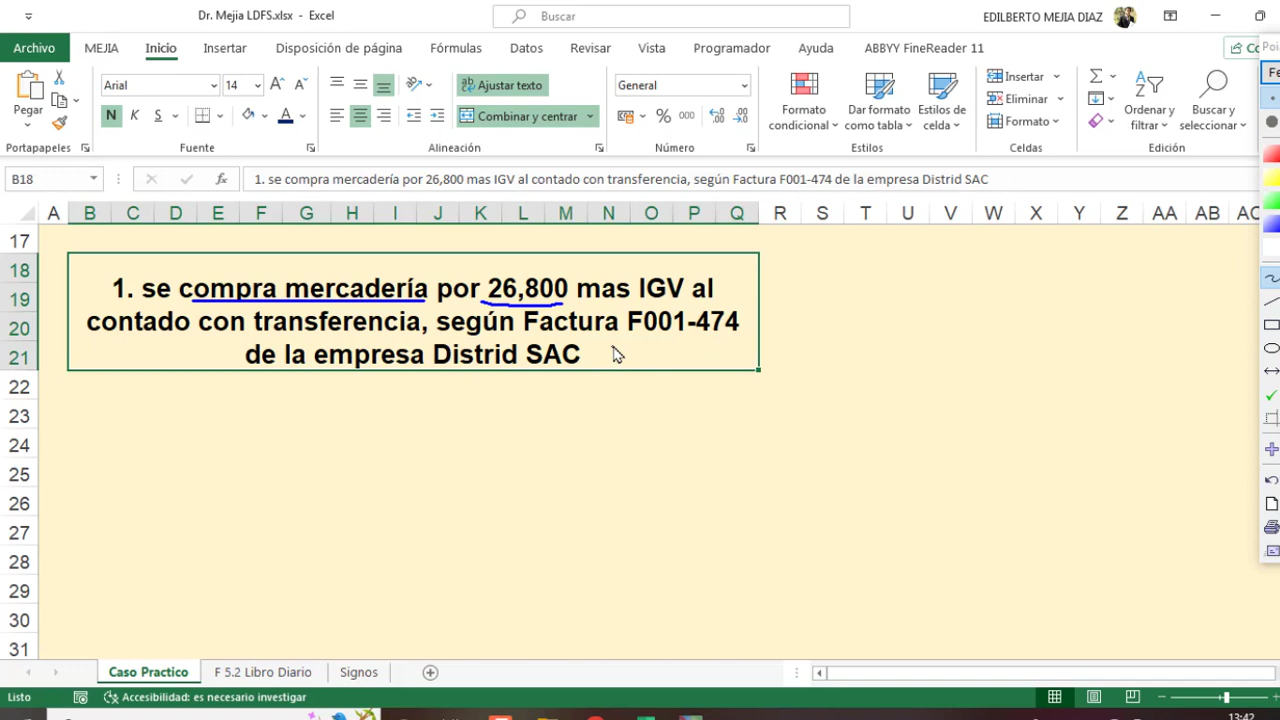 Dr. Mejia LDFS.xlsx - Excel
Buscar
EDILBERTO MEJIA DIAZ
Archivo MEJIA Inicio Insertar Disposición de página Fórmulas Datos Revisar Vista Programador Ayuda ABBYY FineReader 11
Pegar
Arial 14
N K S
Ajustar texto
Combinar y centrar
General
% 000
Formato condicional
Dar formato como tabla
Estilos de celda
Insertar
Eliminar
Formato
Ordenar y filtrar
Buscar y seleccionar
Portapapeles Fuente Alineación Número Estilos Celdas Edición
B18 fx 1. se compra mercadería por 26,800 mas IGV al contado con transferencia, según Factura F001-474 de la empresa Distrid SAC
A B C D E F G H I J K L M N O P Q R S T U V W X Y Z AA AB AC
17
18
19
20
21
22
23
24
25
26
27
28
29
30
31
1. se compra mercadería por 26,800 mas IGV al
contado con transferencia, según Factura F001-474
de la empresa Distrid SAC
Caso Practico F 5.2 Libro Diario Signos
Listo Accesibilidad: es necesario investigar
13:42